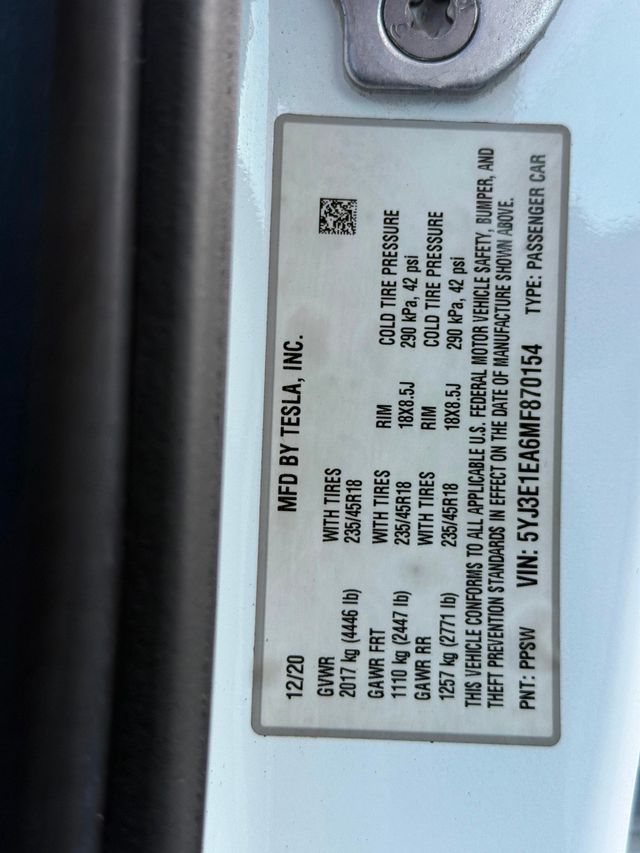 12/20 MFD BY TESLA, INC.
GVWR WITH TIRES
2017 kg (4446 lb) 235/45R18
GAWR FRT WITH TIRES RIM COLD TIRE PRESSURE
1110 kg (2447 lb) 235/45R18 18X8.5J 290 kPa, 42 psi
GAWR RR WITH TIRES RIM COLD TIRE PRESSURE
1257 kg (2771 lb) 235/45R18 18X8.5J 290 kPa, 42 psi
THIS VEHICLE CONFORMS TO ALL APPLICABLE U.S. FEDERAL MOTOR VEHICLE SAFETY, BUMPER, AND
THEFT PREVENTION STANDARDS IN EFFECT ON THE DATE OF MANUFACTURE SHOWN ABOVE.
PNT: PPSW VIN: 5YJ3E1EA6MF870154 TYPE: PASSENGER CAR